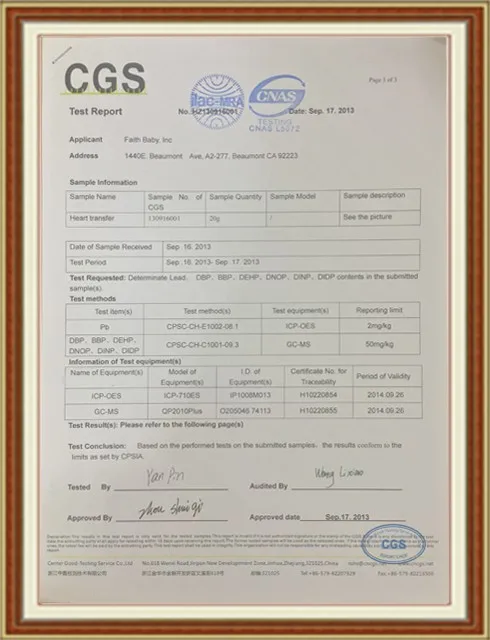 CGS
ilac-MRA
CNAS
TESTING
CNAS L5072
Page 1 of 3
Test Report No. HZ130916001 Date: Sep. 17. 2013
Applicant Faith Baby, Inc
Address 1440E. Beaumont Ave, A2-277, Beaumont CA 92223
Sample Information
Sample Name Sample No. of CGS Sample Quantity Sample Model Sample description
Heart transfer 130916001 20g / See the picture
Date of Sample Received Sep .16. 2013
Test Period Sep .16. 2013- Sep .17. 2013
Test Requested: Determinate Lead、 DBP、BBP、DEHP、DNOP、DINP、DIDP contents in the submitted
sample(s).
Test methods
Test item(s) Test method(s) Test equipment(s) Reporting limit
Pb CPSC-CH-E1002-08.1 ICP-OES 2mg/kg
DBP、BBP、DEHP、
DNOP、DINP、DIDP CPSC-CH-C1001-09.3 GC-MS 50mg/kg
Information of Test equipment(s)
Name of Equipment(s) Model of Equipment(s) I.D. of Equipment(s) Certificate No. for Traceability Period of Validity
ICP-OES ICP-710ES IP1008M013 H10220854 2014.09.26
GC-MS QP2010Plus O205046 74113 H10220855 2014.09.26
Test Result(s): Please refer to the following page(s)
Test Conclusion: Based on the performed tests on the submitted samples, the results conform to the
limits as set by CPSIA.
Tested By Audited By
Approved By Approved date Sep.17. 2013
CGS